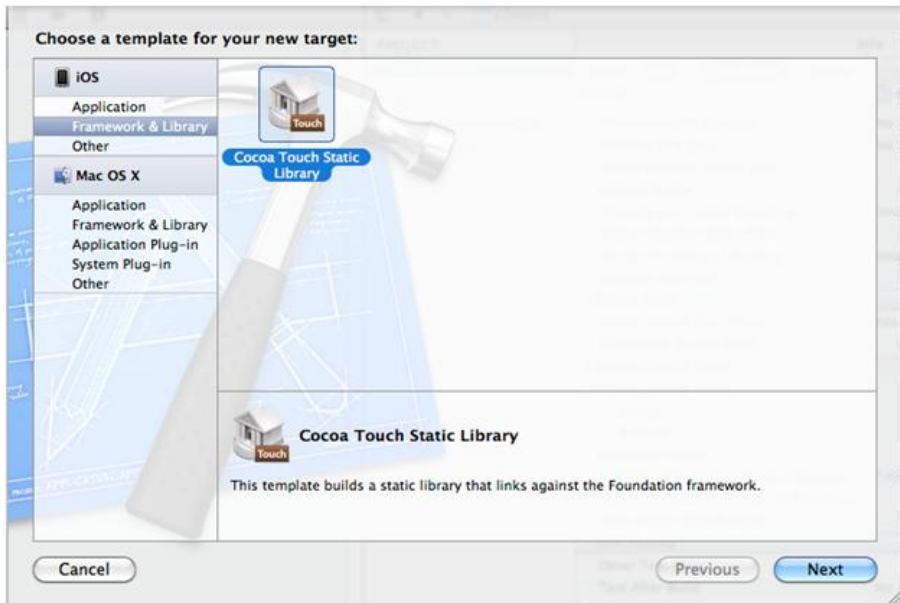 Choose a template for your new target:
iOS
Application
Framework & Library
Other
Mac OS X
Application
Framework & Library
Application Plug-in
System Plug-in
Other
Touch
Cocoa Touch Static
Library
Touch
Cocoa Touch Static Library
This template builds a static library that links against the Foundation framework.
Cancel
Previous
Next